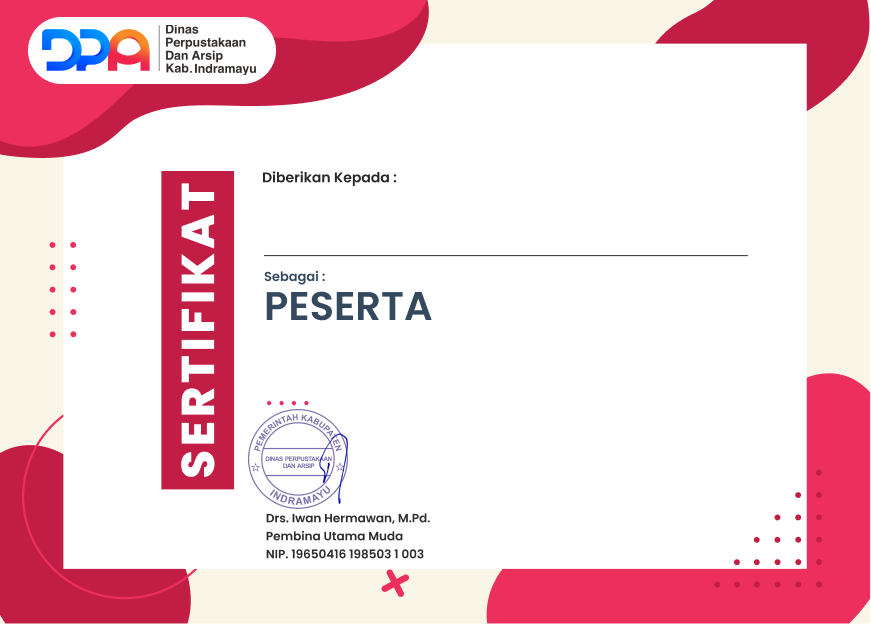 DPA
Dinas
Perpustakaan
Dan Arsip
Kab. Indramayu
SERTIFIKAT
Diberikan Kepada :
Sebagai :
PESERTA
PEMERINTAH KABUPATEN
DINAS PERPUSTAKAAN
DAN ARSIP
INDRAMAYU
Drs. Iwan Hermawan, M.Pd.
Pembina Utama Muda
NIP. 19650416 198503 1 003